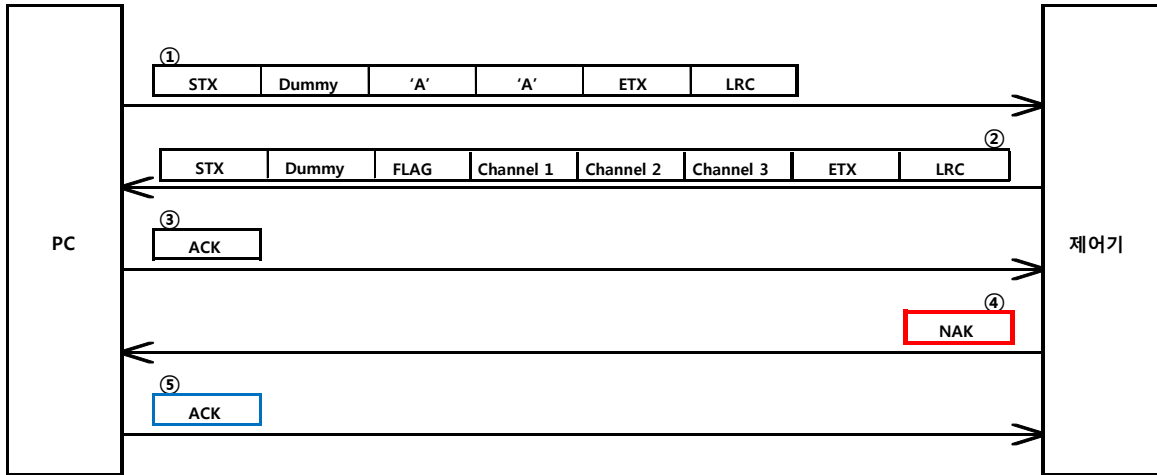 ①
STX Dummy ‘A’ ‘A’ ETX LRC
②
STX Dummy FLAG Channel 1 Channel 2 Channel 3 ETX LRC
③
PC ACK 제어기
④
NAK
⑤
ACK